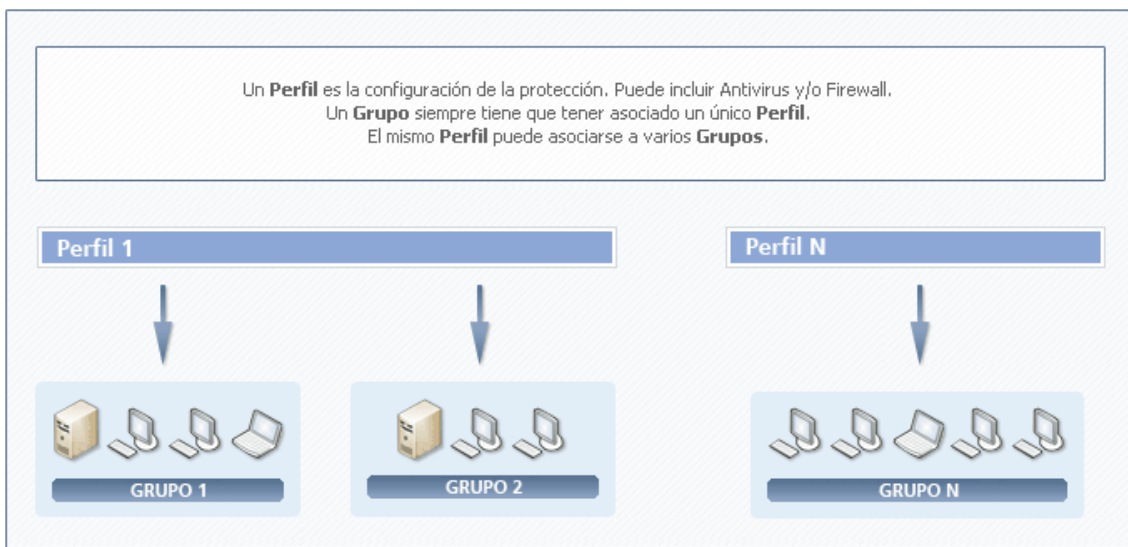 Un Perfil es la configuración de la protección. Puede incluir Antivirus y/o Firewall.
Un Grupo siempre tiene que tener asociado un único Perfil.
El mismo Perfil puede asociarse a varios Grupos.
Perfil 1
Perfil N
GRUPO 1
GRUPO 2
GRUPO N